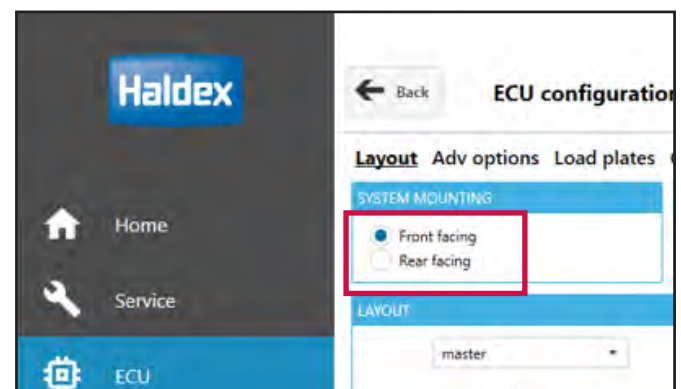 Haldex
Back
ECU configuration
Layout Adv options Load plates
SYSTEM MOUNTING
Front facing
Rear facing
Home
Service
LAYOUT
master
ECU